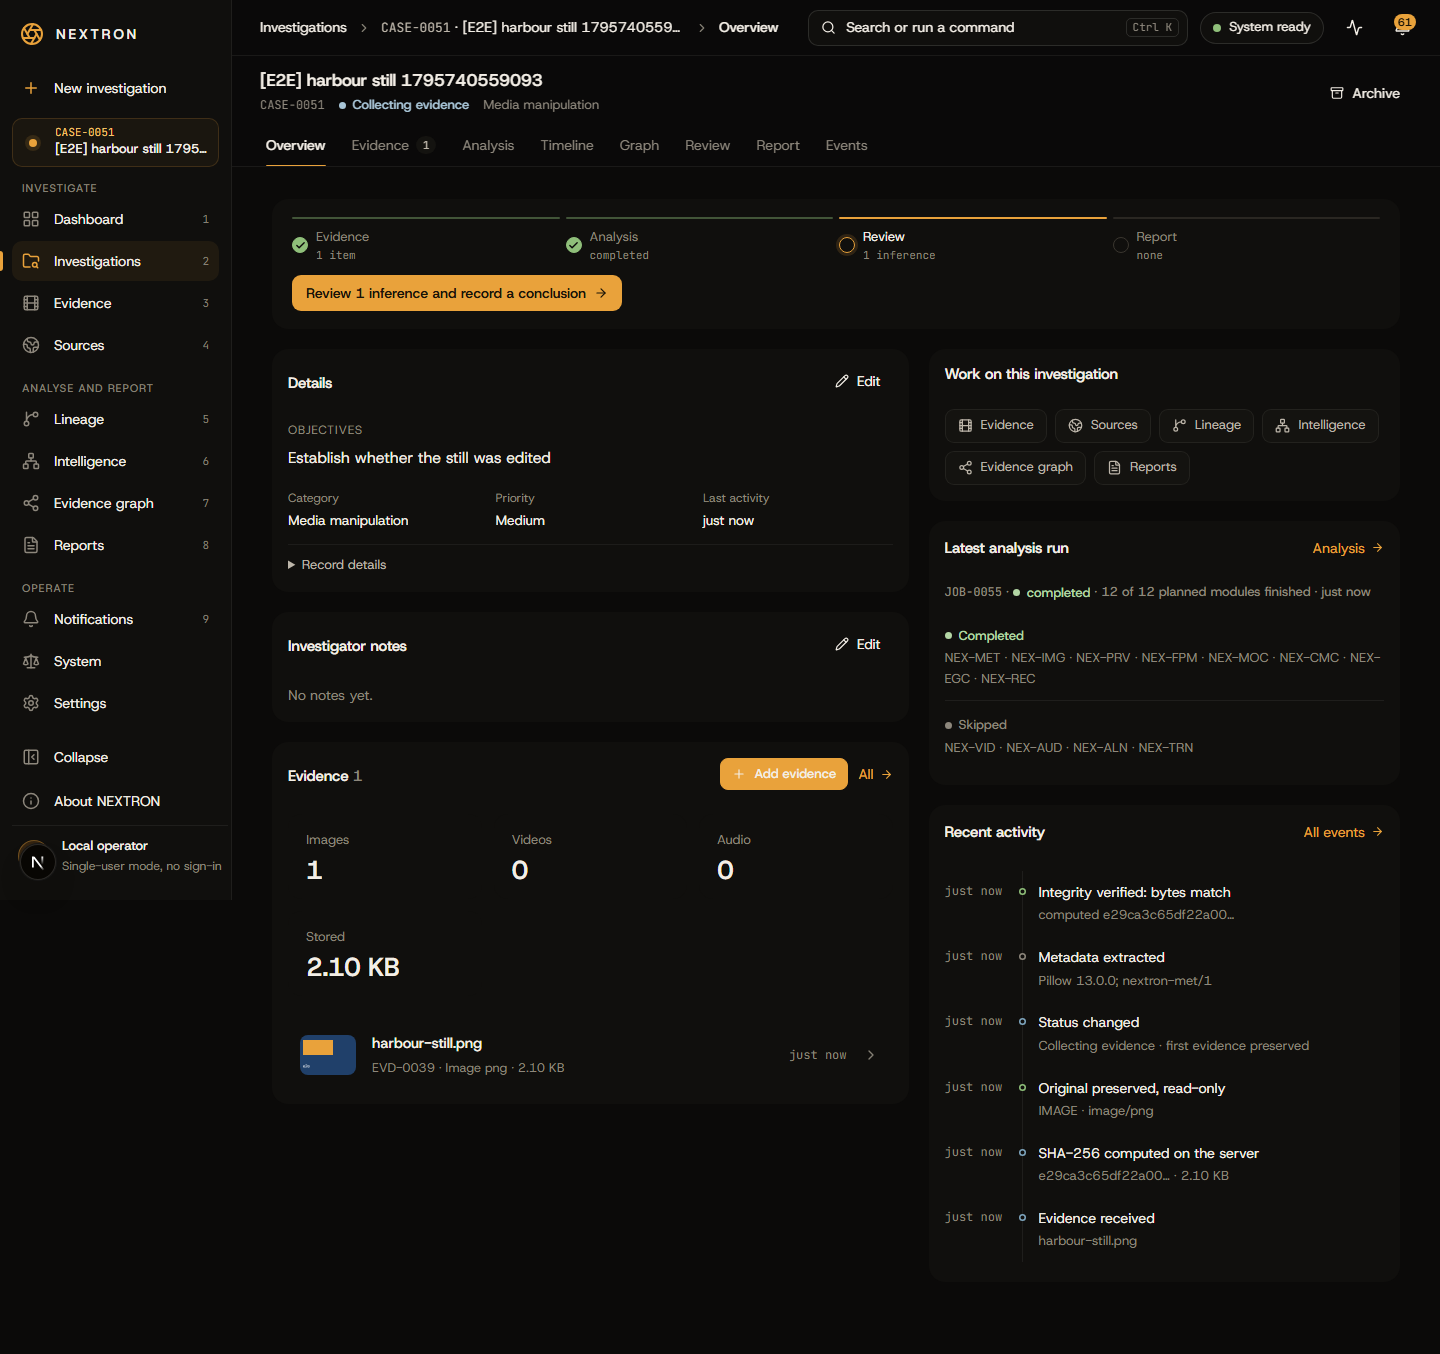 NEXTRON
New investigation
CASE-0051
[E2E] harbour still 1795...
INVESTIGATE
Dashboard 1
Investigations 2
Evidence 3
Sources 4
ANALYSE AND REPORT
Lineage 5
Intelligence 6
Evidence graph 7
Reports 8
OPERATE
Notifications 9
System
Settings
Collapse
About NEXTRON
N
Local operator
Single-user mode, no sign-in
Investigations > CASE-0051 · [E2E] harbour still 1795740559... > Overview
Search or run a command Ctrl K
System ready
61
[E2E] harbour still 1795740559093
CASE-0051 Collecting evidence Media manipulation
Archive
Overview Evidence 1 Analysis Timeline Graph Review Report Events
Evidence
1 item
Analysis
completed
Review
1 inference
Report
none
Review 1 inference and record a conclusion →
Details
Edit
OBJECTIVES
Establish whether the still was edited
Category
Media manipulation
Priority
Medium
Last activity
just now
Record details
Investigator notes
Edit
No notes yet.
Evidence 1
+ Add evidence
All →
Images
1
Videos
0
Audio
0
Stored
2.10 KB
harbour-still.png
EVD-0039 · Image png · 2.10 KB
just now
Work on this investigation
Evidence Sources Lineage Intelligence
Evidence graph Reports
Latest analysis run
Analysis →
JOB-0055 · completed · 12 of 12 planned modules finished · just now
Completed
NEX-MET · NEX-IMG · NEX-PRV · NEX-FPM · NEX-MOC · NEX-CMC · NEX-
EGC · NEX-REC
Skipped
NEX-VID · NEX-AUD · NEX-ALN · NEX-TRN
Recent activity
All events →
just now Integrity verified: bytes match
computed e29ca3c65df22a00...
just now Metadata extracted
Pillow 13.0.0; nextron-met/1
just now Status changed
Collecting evidence · first evidence preserved
just now Original preserved, read-only
IMAGE · image/png
just now SHA-256 computed on the server
e29ca3c65df22a00... · 2.10 KB
just now Evidence received
harbour-still.png